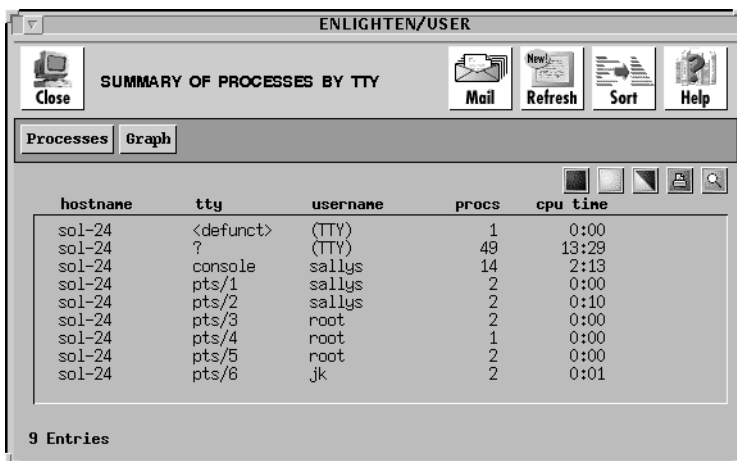 ENLIGHTEN/USER
Close
SUMMARY OF PROCESSES BY TTY
Mail
New!
Refresh
Sort
Help
Processes Graph
hostname tty username procs cpu time
sol-24 <defunct> (TTY) 1 0:00
sol-24 ? (TTY) 49 13:29
sol-24 console sallys 14 2:13
sol-24 pts/1 sallys 2 0:00
sol-24 pts/2 sallys 2 0:10
sol-24 pts/3 root 2 0:00
sol-24 pts/4 root 1 0:00
sol-24 pts/5 root 2 0:00
sol-24 pts/6 jk 2 0:01
9 Entries